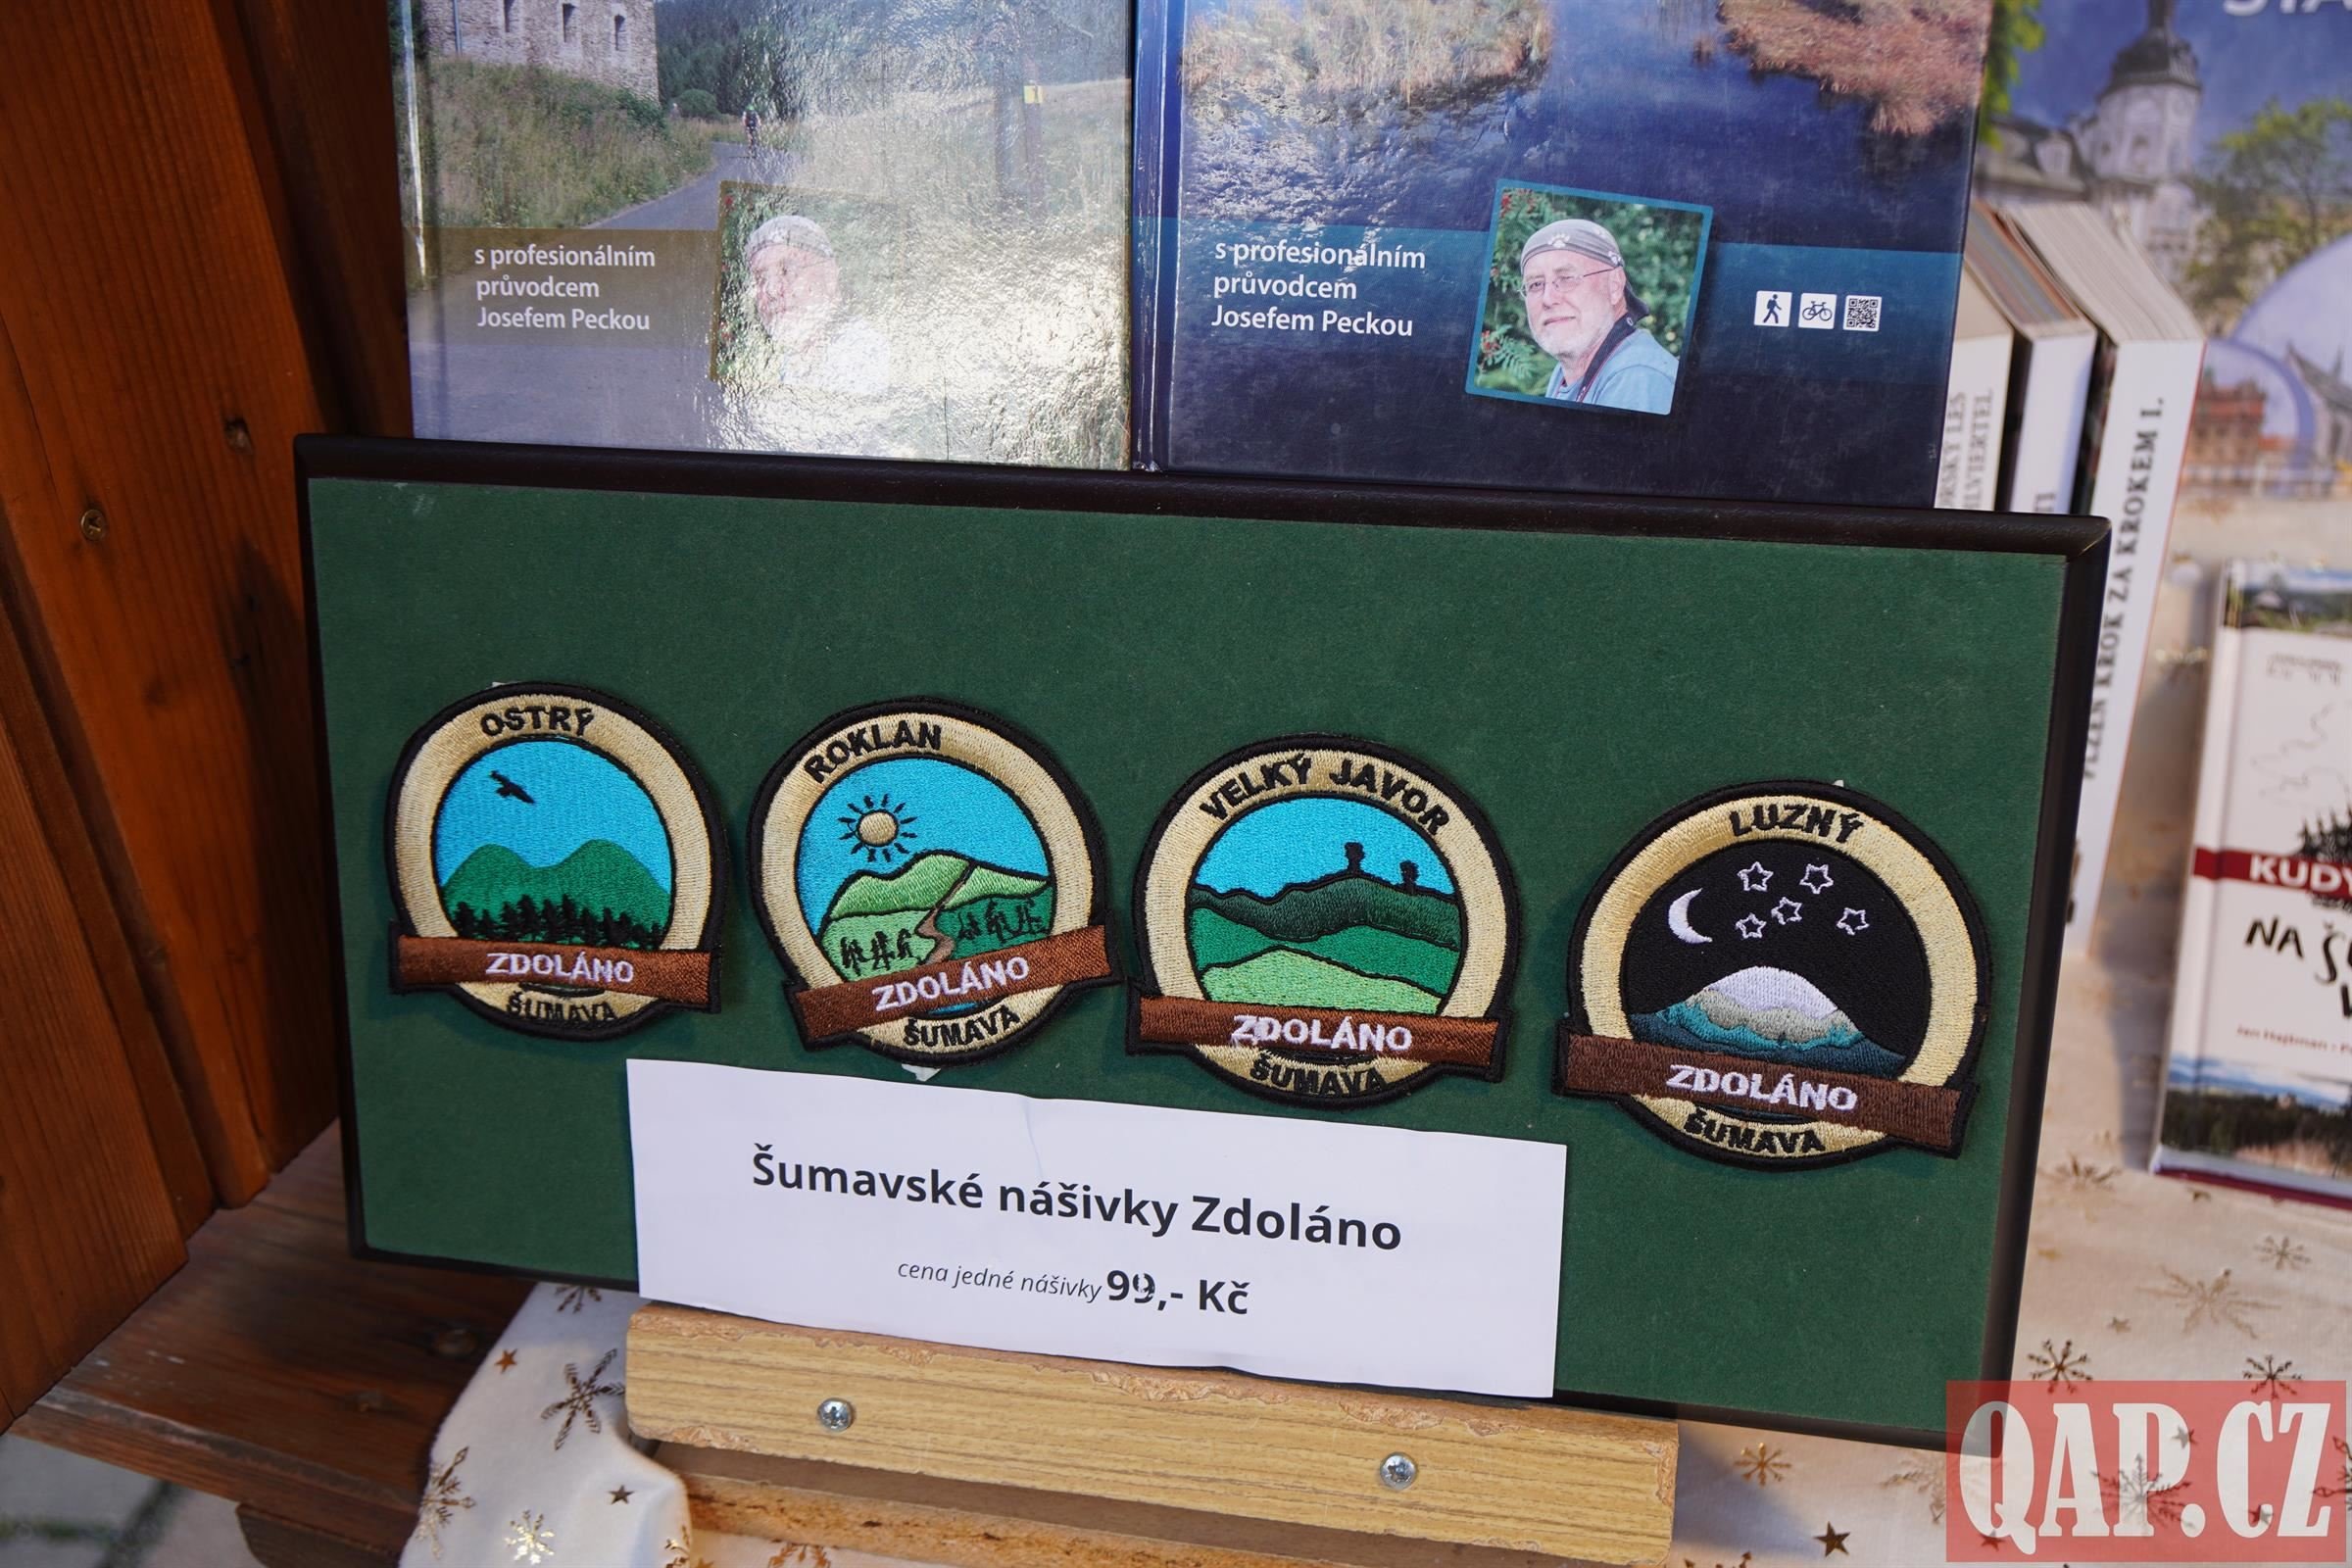 s profesionálním
průvodcem
Josefem Peckou
s profesionálním
průvodcem
Josefem Peckou
PLZEŇ KROK ZA KROKEM I.
OSTRÝ
ZDOLÁNO
ŠUMAVA
ROKLAN
ZDOLÁNO
ŠUMAVA
VELKÝ JAVOR
ZDOLÁNO
ŠUMAVA
LUZNÝ
ZDOLÁNO
ŠUMAVA
Šumavské nášivky Zdoláno
cena jedné nášivky 99,- Kč
KUDY
NA
QAP.CZ